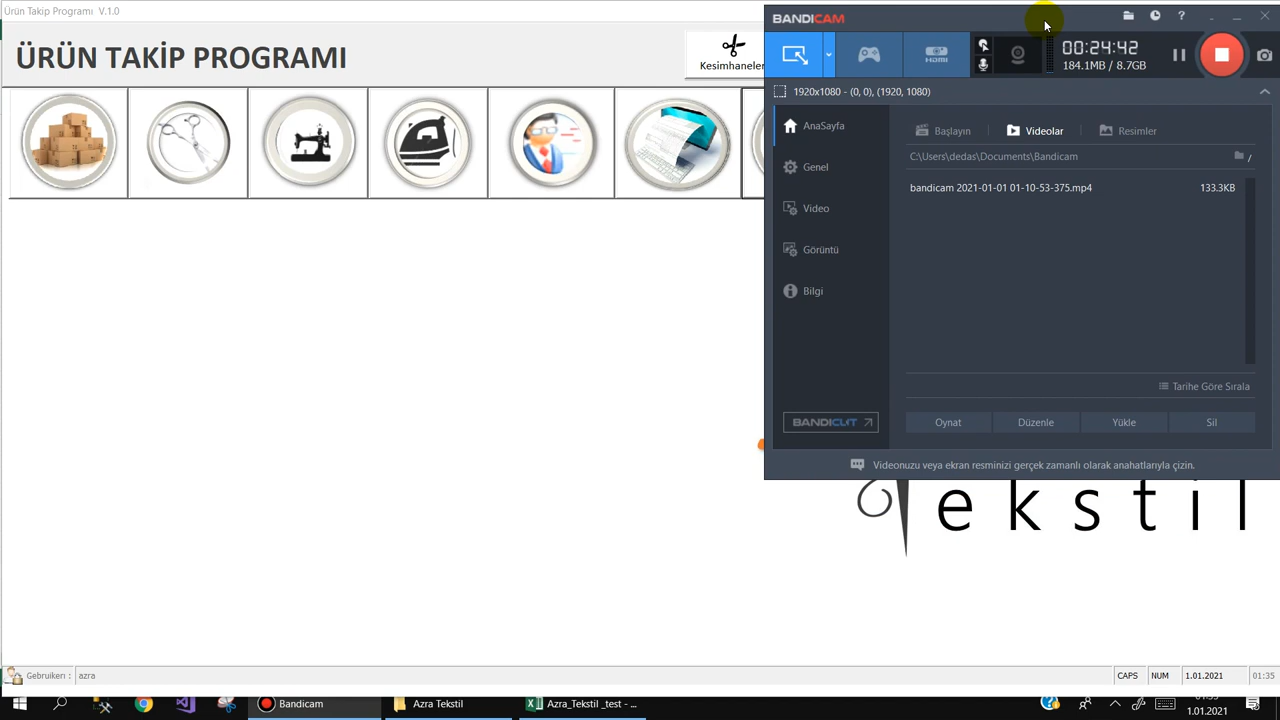 Ürün Takip Programı V.1.0
ÜRÜN TAKİP PROGRAMI
Kesimhaneler
BANDICAM
HDMI
00:24:42
184.1MB / 8.7GB
1920x1080 - (0, 0), (1920, 1080)
AnaSayfa
Genel
Video
Görüntü
Bilgi
BANDICUT
Başlayın
Videolar
Resimler
C:\Users\dedas\Documents\Bandicam
/
bandicam 2021-01-01 01-10-53-375.mp4 133.3KB
Tarihe Göre Sırala
Oynat Düzenle Yükle Sil
Videonuzu veya ekran resminizi gerçek zamanlı olarak anahatlarıyla çizin.
Tekstil
Gebruikerı : azra
CAPS NUM 1.01.2021 01:35
Bandicam
Azra Tekstil
Azra_Tekstil _test - ...
1.01.2021